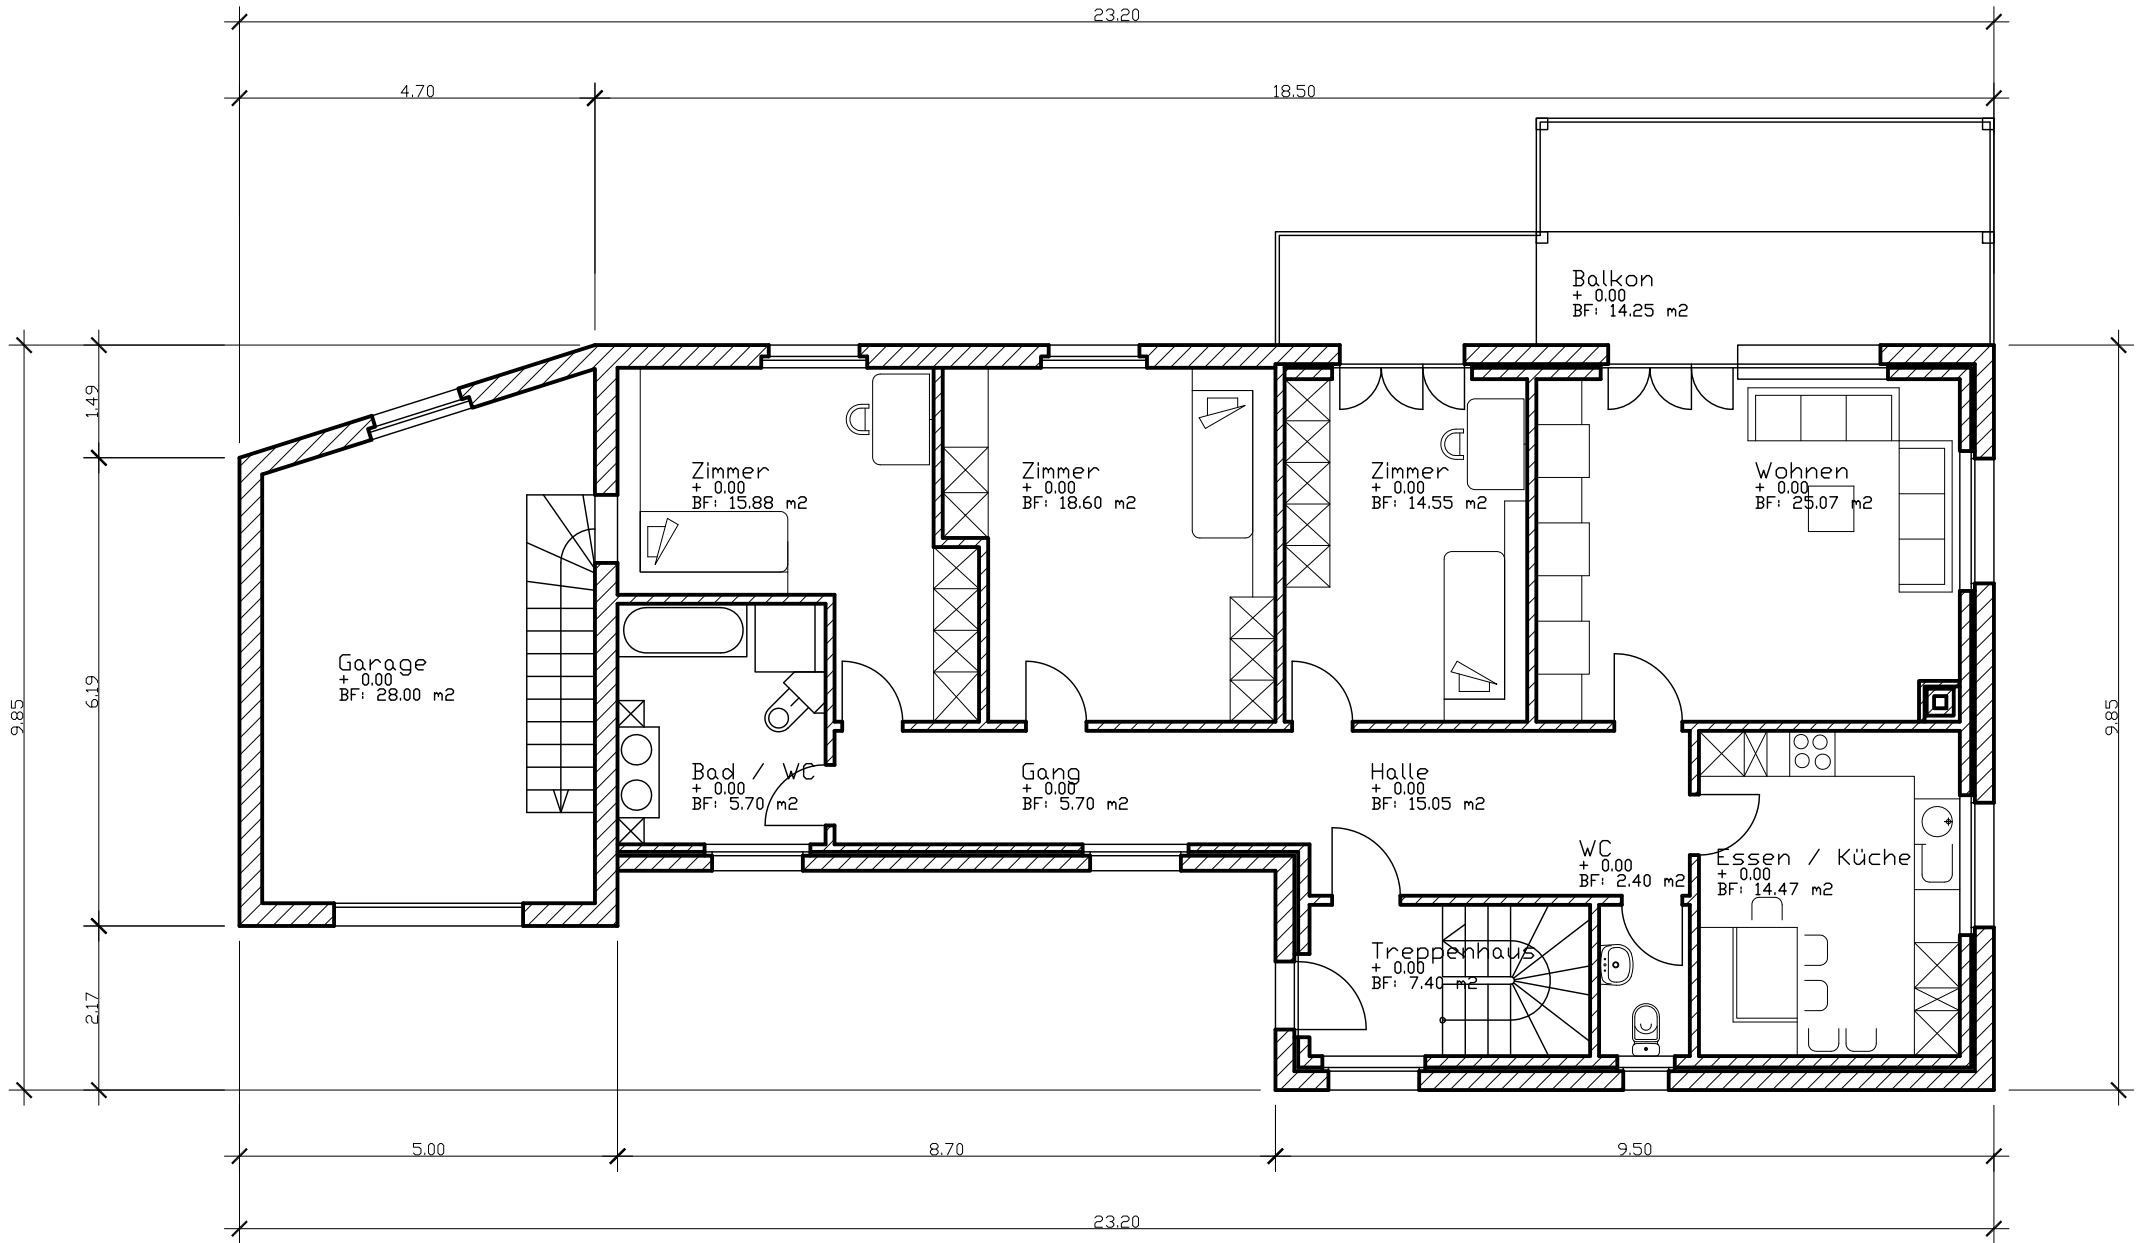 23.20
4.70
18.50
Balkon
+ 0.00
BF: 14.25 m2
Zimmer
+ 0.00
BF: 15.88 m2
Zimmer
+ 0.00
BF: 18.60 m2
Zimmer
+ 0.00
BF: 14.55 m2
Wohnen
+ 0.00
BF: 25.07 m2
1.49
6.19
9.85
2.17
9.85
Garage
+ 0.00
BF: 28.00 m2
Bad / WC
+ 0.00
BF: 5.70 m2
Gang
+ 0.00
BF: 5.70 m2
Halle
+ 0.00
BF: 15.05 m2
WC
+ 0.00
BF: 2.40 m2
Essen / Küche
+ 0.00
BF: 14.47 m2
Treppenhaus
+ 0.00
BF: 7.40 m2
5.00
8.70
9.50
23.20